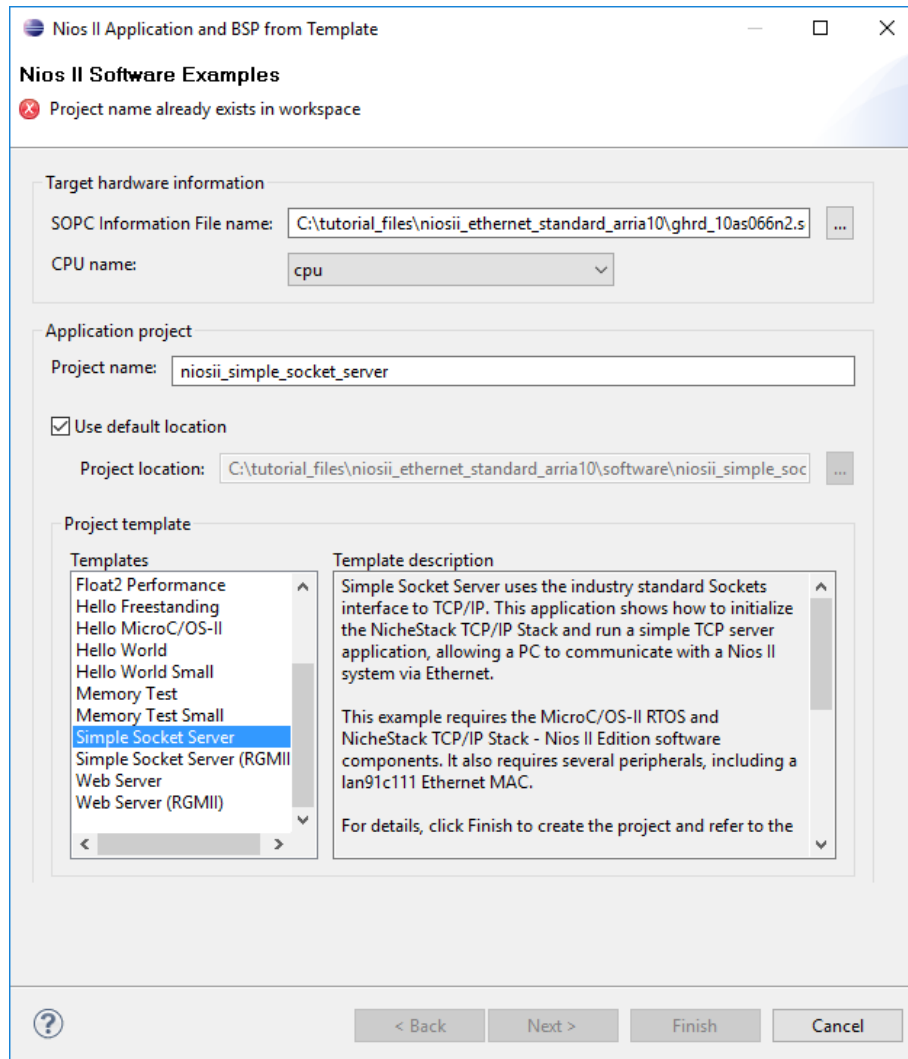 Nios II Application and BSP from Template
Nios II Software Examples
Project name already exists in workspace
Target hardware information
SOPC Information File name:
C:\tutorial_files\niosii_ethernet_standard_arria10\ghrd_10as066n2.s
...
CPU name:
cpu
Application project
Project name:
niosii_simple_socket_server
Use default location
Project location:
C:\tutorial_files\niosii_ethernet_standard_arria10\software\niosii_simple_soc
...
Project template
Templates
Float2 Performance
Hello Freestanding
Hello MicroC/OS-II
Hello World
Hello World Small
Memory Test
Memory Test Small
Simple Socket Server
Simple Socket Server (RGMII
Web Server
Web Server (RGMII)
Template description
Simple Socket Server uses the industry standard Sockets
interface to TCP/IP. This application shows how to initialize
the NicheStack TCP/IP Stack and run a simple TCP server
application, allowing a PC to communicate with a Nios II
system via Ethernet.
This example requires the MicroC/OS-II RTOS and
NicheStack TCP/IP Stack - Nios II Edition software
components. It also requires several peripherals, including a
lan91c111 Ethernet MAC.
For details, click Finish to create the project and refer to the
?
< Back
Next >
Finish
Cancel